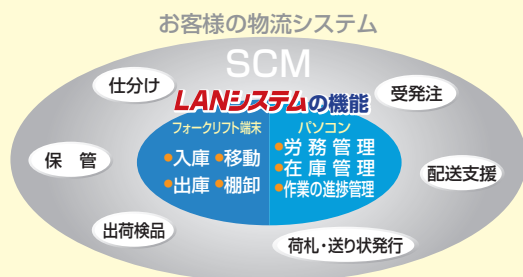 お客様の物流システム
SCM
仕分け
受発注
LANシステムの機能
フォークリフト端末
パソコン
●入庫 ●移動
●出庫 ●棚卸
●労務管理
●在庫管理
●作業の進捗管理
保 管
配送支援
出荷検品
荷札・送り状発行